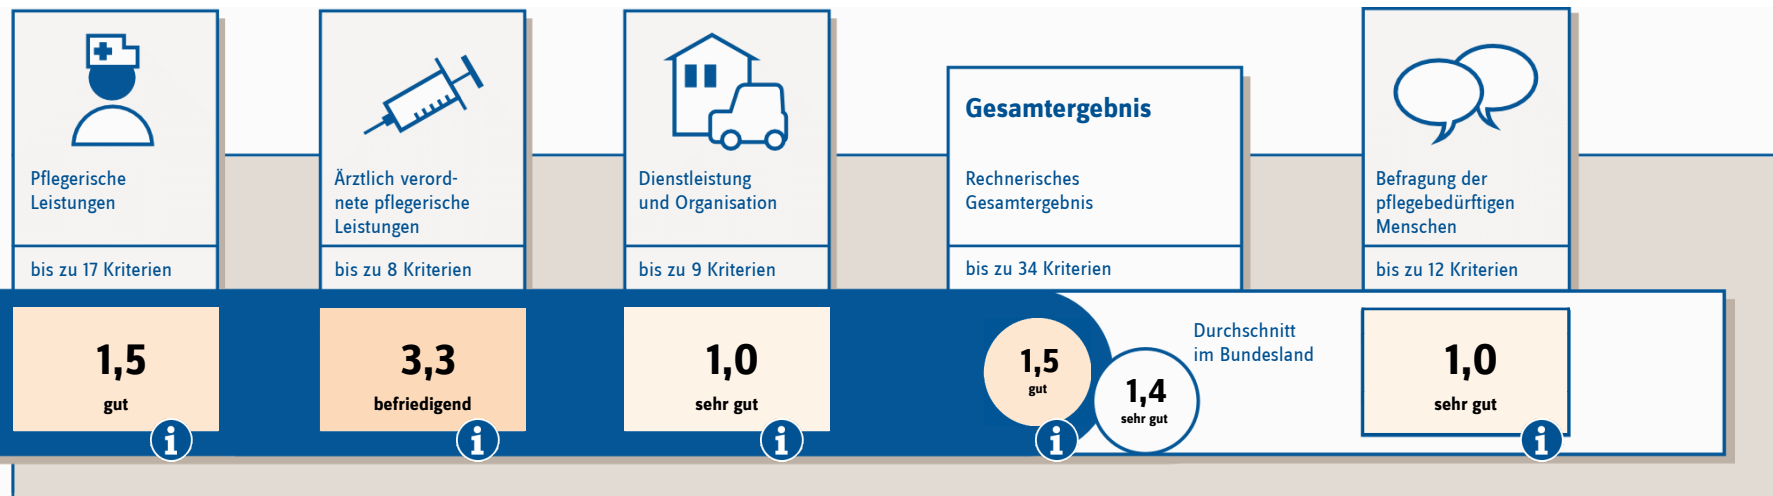 Pflegerische
Leistungen
bis zu 17 Kriterien
1,5
gut
i
Ärztlich verord-
nete pflegerische
Leistungen
bis zu 8 Kriterien
3,3
befriedigend
i
Dienstleistung
und Organisation
bis zu 9 Kriterien
1,0
sehr gut
i
Gesamtergebnis
Rechnerisches
Gesamtergebnis
bis zu 34 Kriterien
1,5
gut
i
Durchschnitt
im Bundesland
1,4
sehr gut
Befragung der
pflegebedürftigen
Menschen
bis zu 12 Kriterien
1,0
sehr gut
i